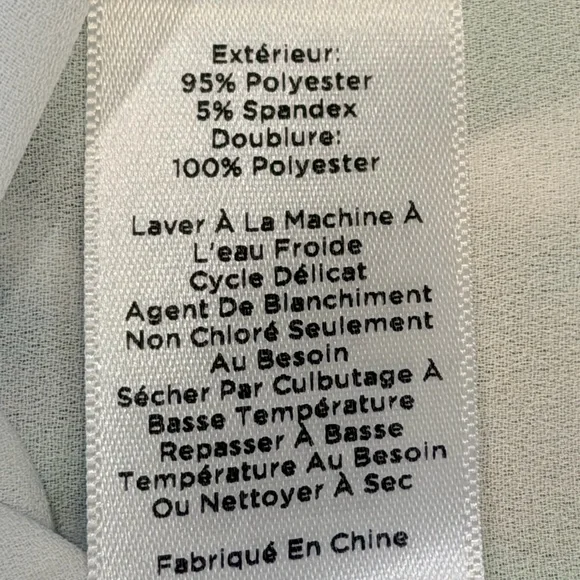 Extérieur:
95% Polyester
5% Spandex
Doublure:
100% Polyester
Laver À La Machine À
L'eau Froide
Cycle Délicat
Agent De Blanchiment
Non Chloré Seulement
Au Besoin
Sécher Par Culbutage À
Basse Température
Repasser À Basse
Température Au Besoin
Ou Nettoyer À Sec
Fabriqué En Chine